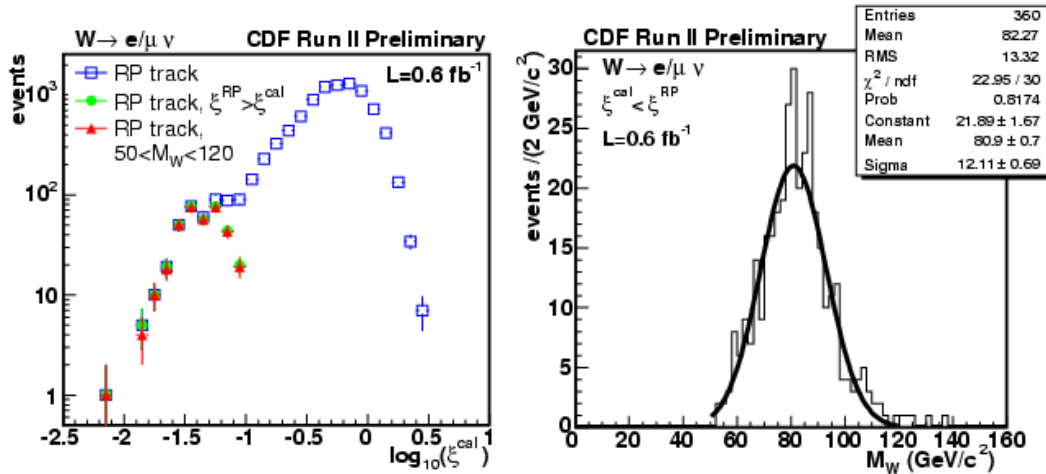 W→ e/μ ν CDF Run II Preliminary
RP track
RP track, ξ^RP>ξ^cal
RP track,
50<M_W<120
L=0.6 fb⁻¹
events
10³
10²
10
1
-2.5 -2 -1.5 -1 -0.5 0 0.5 1
log₁₀(ξ^cal)
CDF Run II Preliminary
W→ e/μ ν
ξ^cal<ξ^RP
L=0.6 fb⁻¹
Entries 360
Mean 82.27
RMS 13.32
χ² / ndf 22.95 / 30
Prob 0.8174
Constant 21.89 ± 1.67
Mean 80.9 ± 0.7
Sigma 12.11 ± 0.69
events /(2 GeV/c²)
30
25
20
15
10
5
0
0 20 40 60 80 100 120 140 160
M_W (GeV/c²)